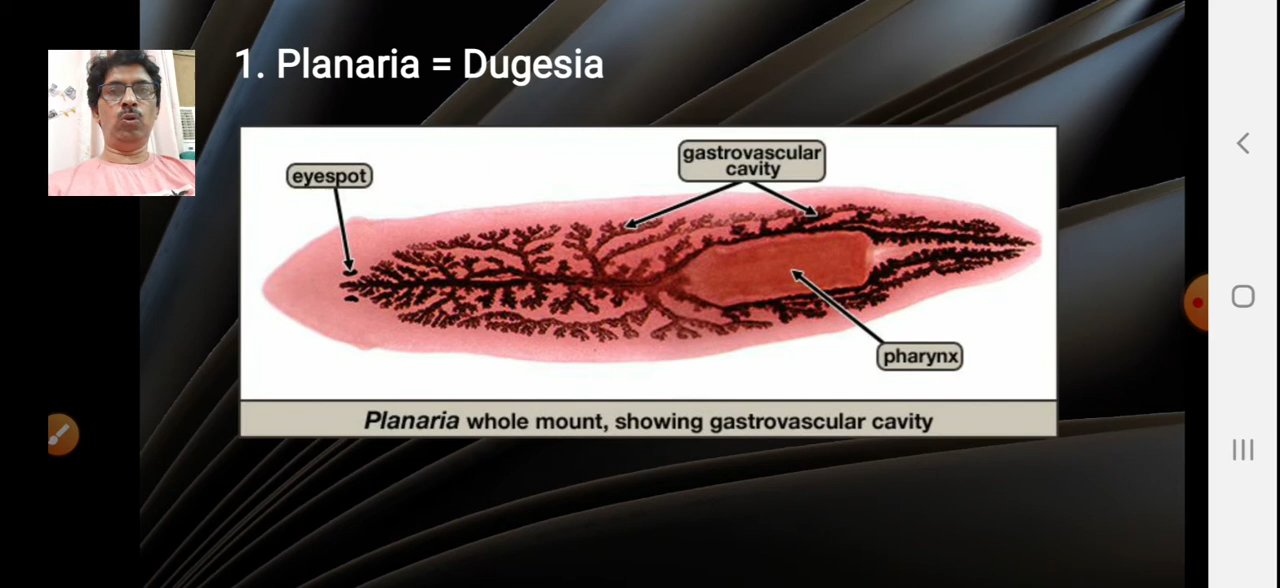 1. Planaria = Dugesia
eyespot
gastrovascular
cavity
pharynx
Planaria whole mount, showing gastrovascular cavity